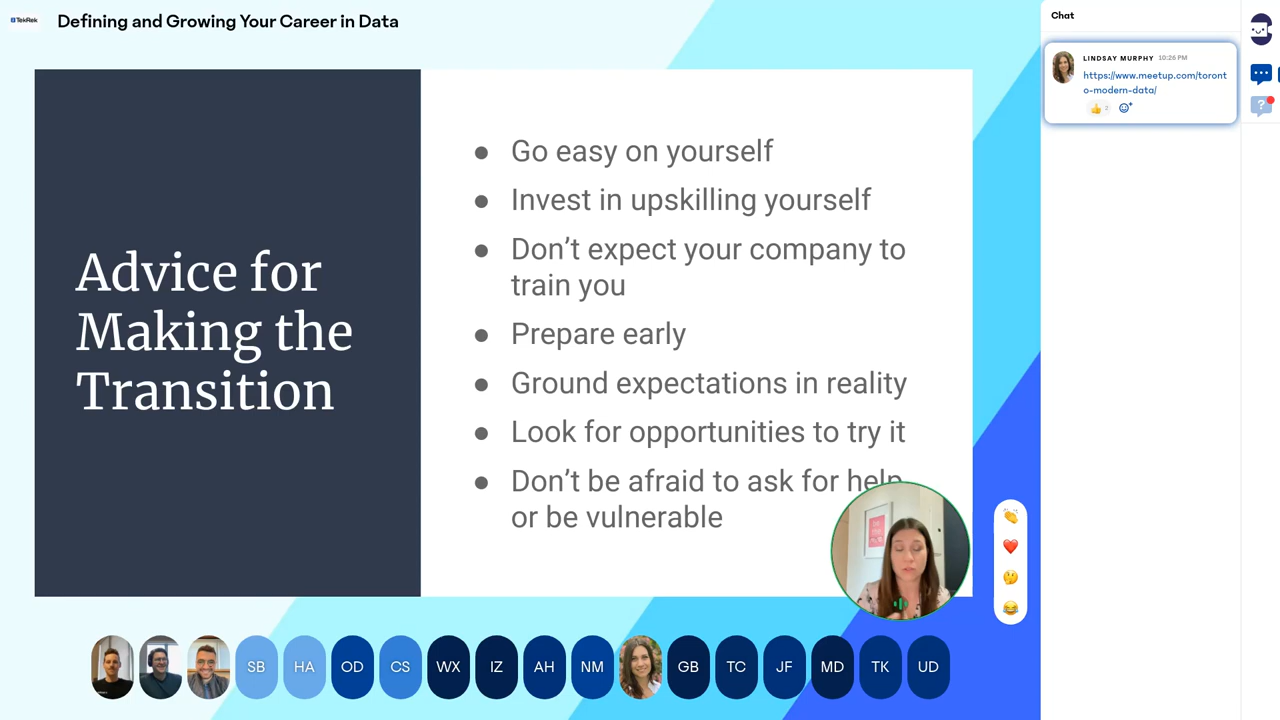 TekRek
Defining and Growing Your Career in Data
Chat
LINDSAY MURPHY 10:26 PM
https://www.meetup.com/toront
o-modern-data/
2
Advice for
Making the
Transition
● Go easy on yourself
● Invest in upskilling yourself
● Don’t expect your company to
train you
● Prepare early
● Ground expectations in reality
● Look for opportunities to try it
● Don’t be afraid to ask for help
or be vulnerable
SB HA OD CS WX IZ AH NM GB TC JF MD TK UD